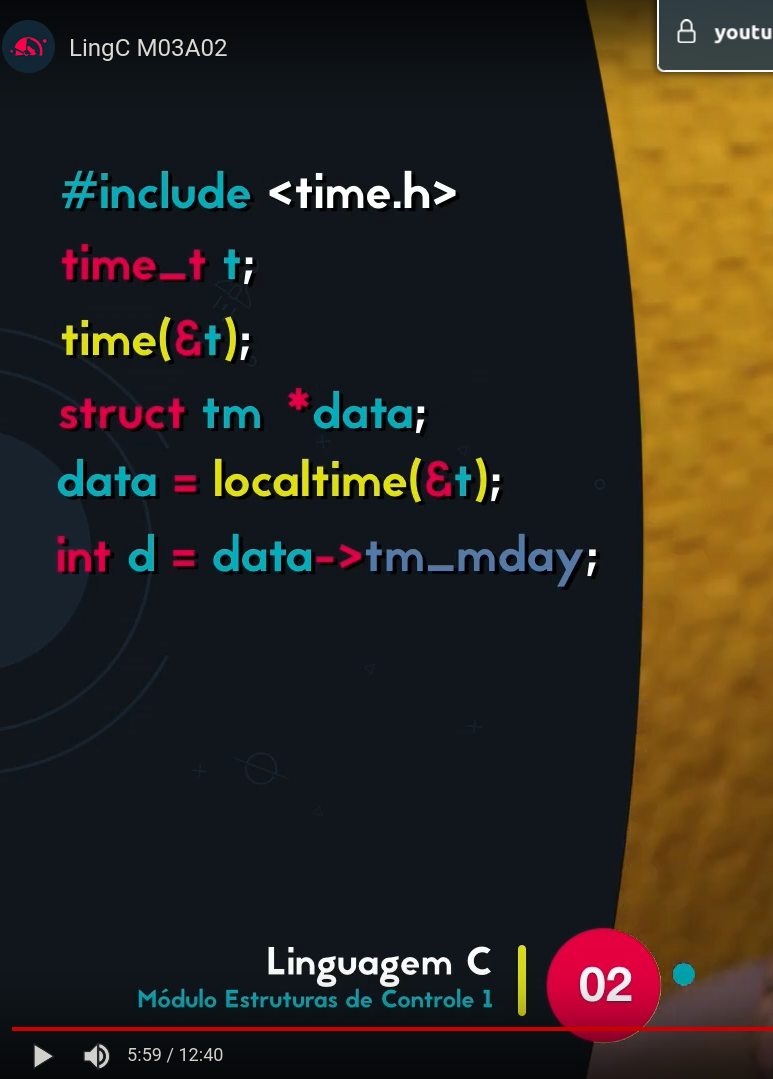 LingC M03A02
youtu
#include <time.h>
time_t t;
time(&t);
struct tm *data;
data = localtime(&t);
int d = data->tm_mday;
Linguagem C
Módulo Estruturas de Controle 1
02
5:59 / 12:40